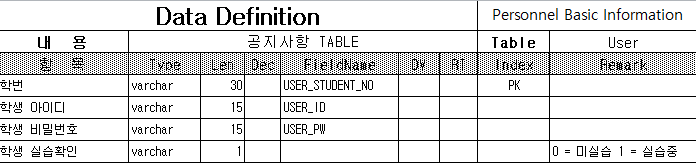 Data Definition Personnel Basic Information
내 용 공지사항 TABLE Table User
항 목 Type Len Dec FieldName DV RT Index Remark
학번 varchar 30 USER_STUDENT_NO PK
학생 아이디 varchar 15 USER_ID
학생 비밀번호 varchar 15 USER_PW
학생 실습확인 varchar 1 0 = 미실습 1 = 실습중